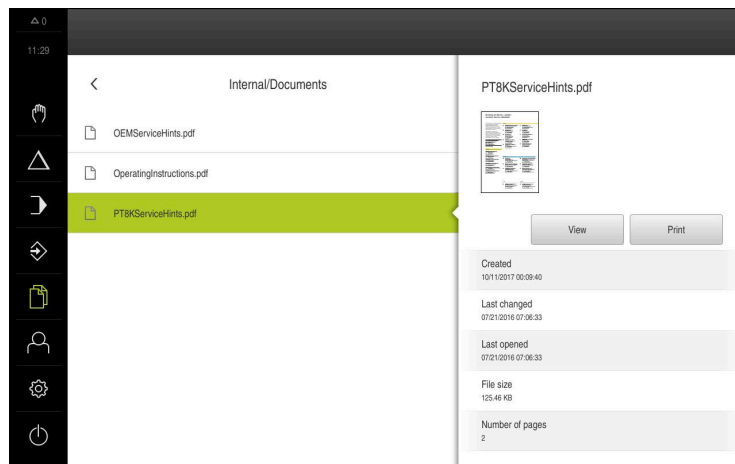 0
11:29
Internal/Documents
OEMServiceHints.pdf
OperatingInstructions.pdf
PT8KServiceHints.pdf
PT8KServiceHints.pdf
View
Print
Created
10/11/2017 00:09:40
Last changed
07/21/2016 07:06:33
Last opened
07/21/2016 07:06:33
File size
125.46 KB
Number of pages
2